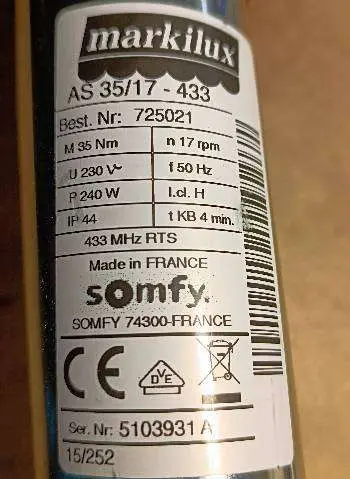 markilux
AS 35/17 - 433
Best. Nr: 725021
M 35 Nm n 17 rpm
U 230 V~ f 50 Hz
P 240 W I.cl. H
IP 44 t KB 4 min.
433 MHz RTS
Made in FRANCE
somfy.
SOMFY 74300-FRANCE
CE DVE
Ser. Nr: 5103931 A
15/252